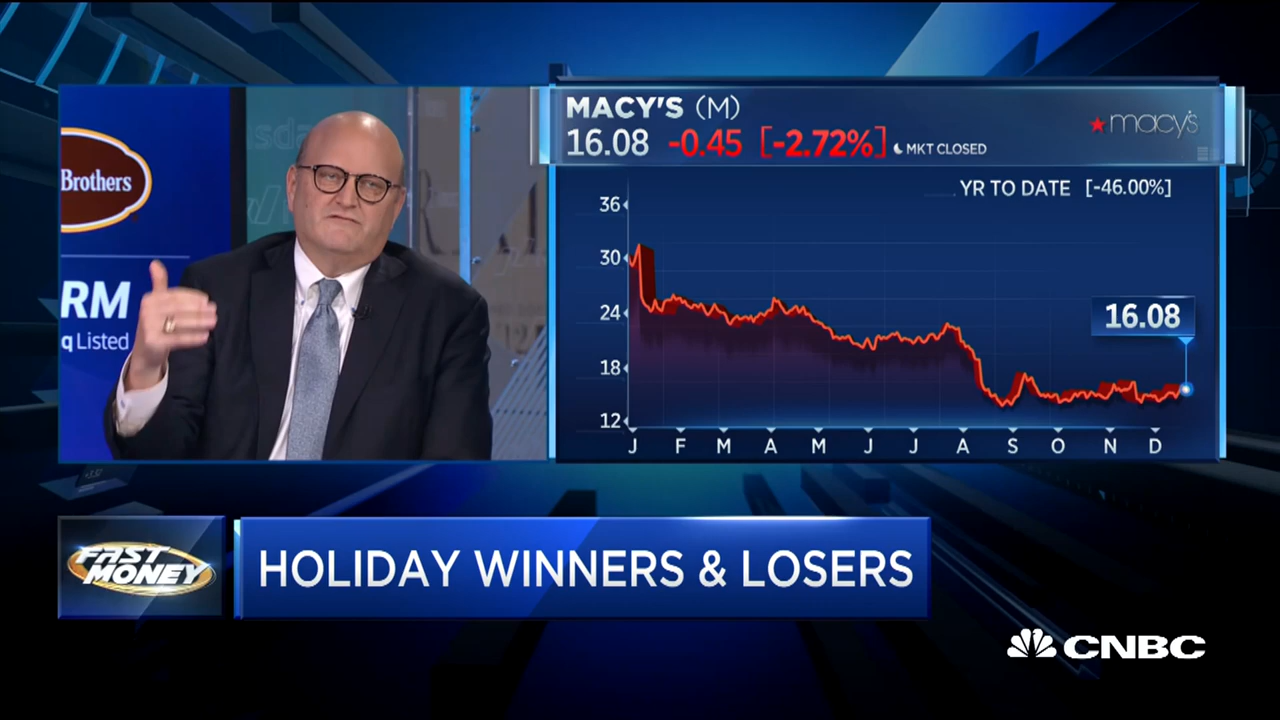 Brothers
RM
q Listed
MACY'S (M)
16.08 -0.45 [-2.72%] MKT CLOSED
macy's
YR TO DATE [-46.00%]
36
30
24
18
12
16.08
J F M A M J J A S O N D
FAST
MONEY
HOLIDAY WINNERS & LOSERS
CNBC